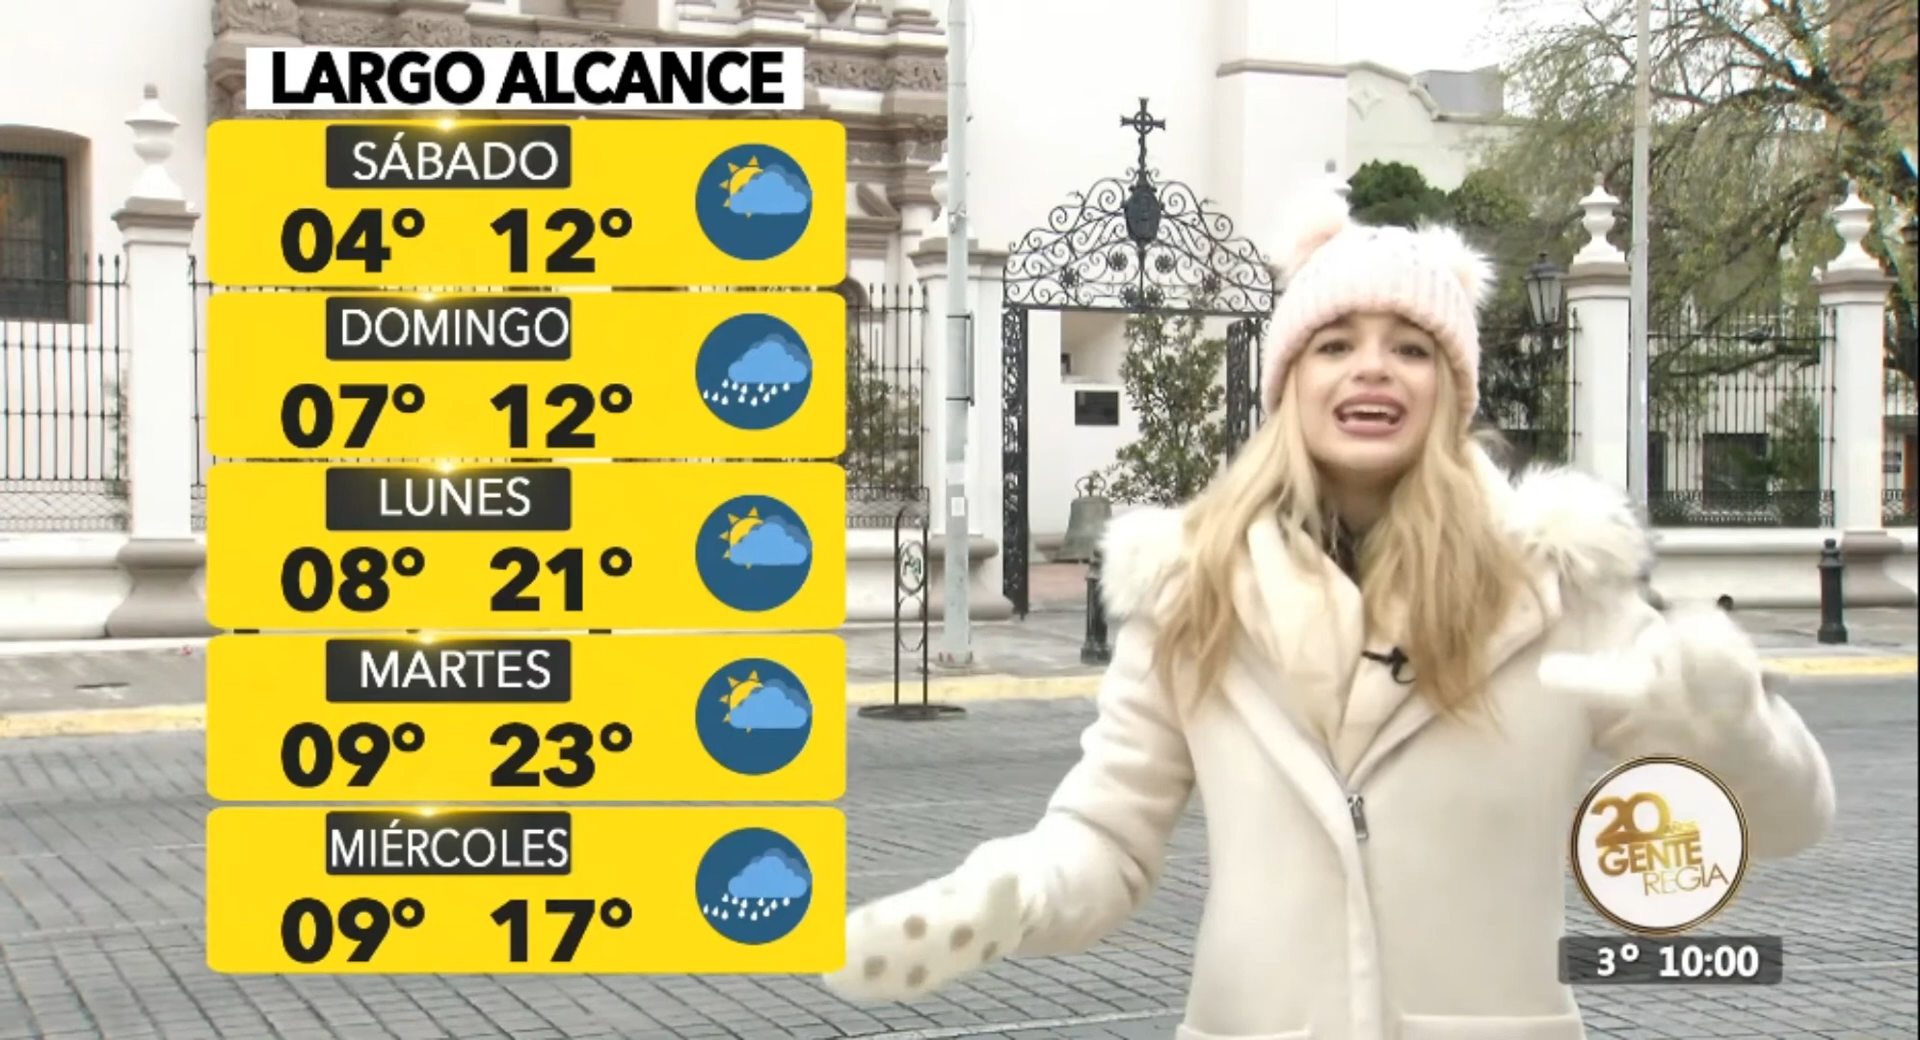 LARGO ALCANCE
SÁBADO
04° 12°
DOMINGO
07° 12°
LUNES
08° 21°
MARTES
09° 23°
MIÉRCOLES
09° 17°
20
GENTE
REGIA
3° 10:00